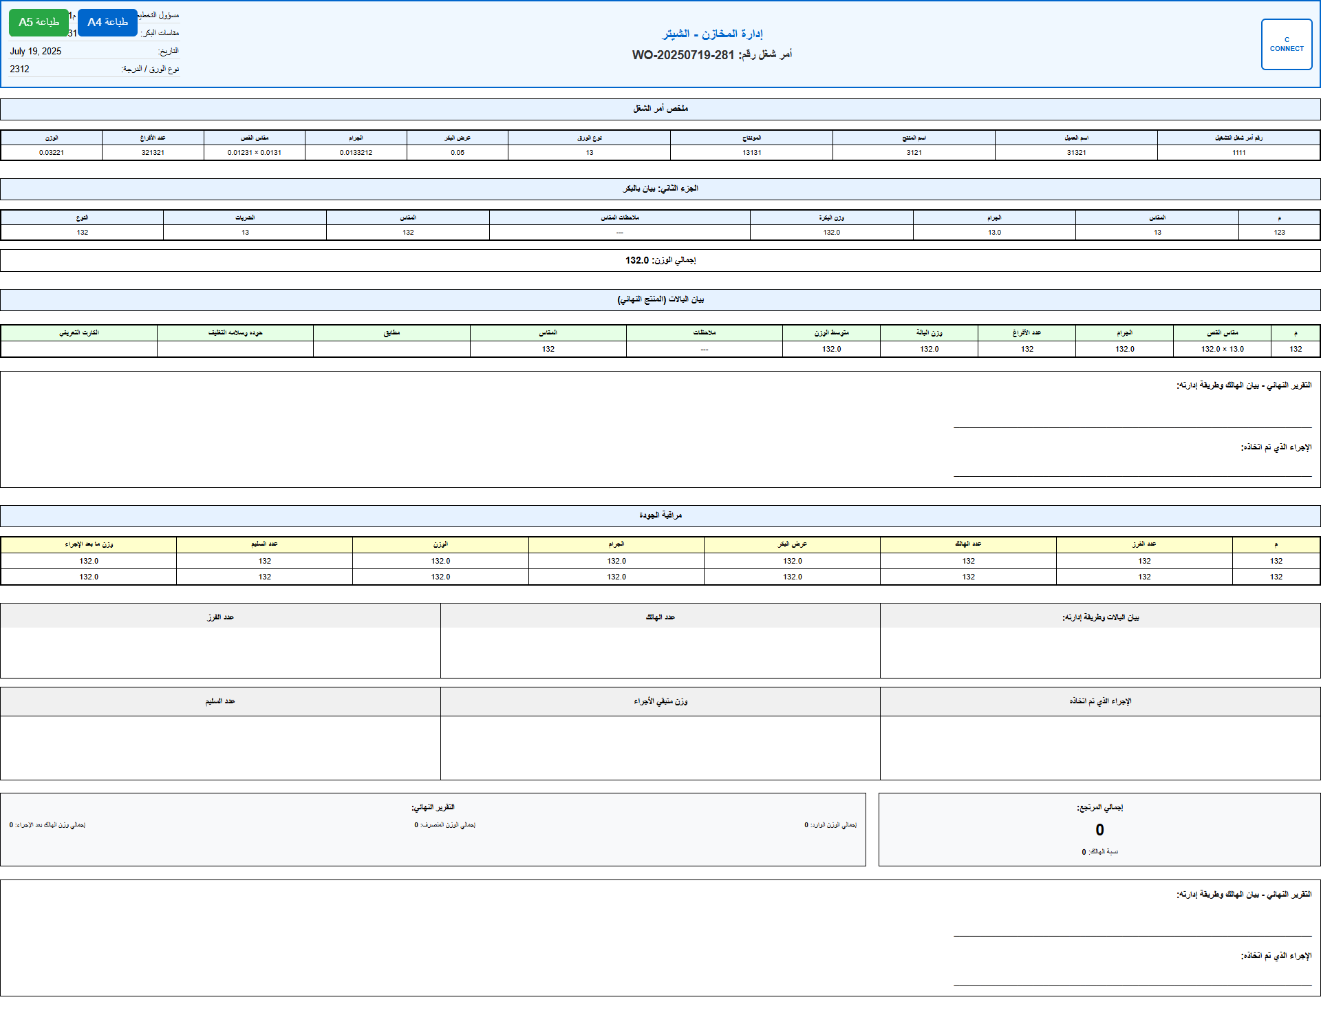 C
CONNECT
إدارة المخازن - الشيتر
أمر شغل رقم: WO-20250719-281
طباعة A4
طباعة A5
مسؤول التخطيط
مقاسات البكر:
التاريخ: July 19, 2025
نوع الورق / الدرجة: 2312
ملخص أمر الشغل
رقم أمر شغل التشغيل اسم العميل اسم المنتج المونتاج نوع الورق عرض البكر الجرام مقاس القص عدد الأفراغ الوزن
1111 31321 3121 13131 13 0.05 0.0133212 0.01231 × 0.0131 321321 0.03221
الجزء الثاني: بيان بالبكر
م المقاس الجرام وزن البكرة ملاحظات المقاس المقاس الضربات النوع
123 13 13.0 132.0 --- 132 13 132
إجمالي الوزن: 132.0
بيان البالات (المنتج النهائي)
م مقاس القص الجرام عدد الأفراغ وزن البالة متوسط الوزن ملاحظات المقاس مطابق جوده وسلامه التغليف الكارت التعريفي
132 132.0 × 13.0 132.0 132 132.0 132.0 --- 132
التقرير النهائي - بيان الهالك وطريقة إدارته:
الإجراء الذي تم اتخاذه:
مراقبة الجودة
م عدد الفرز عدد الهالك عرض البكر الجرام الوزن عدد السليم وزن ما بعد الإجراء
132 132 132 132.0 132.0 132.0 132 132.0
132 132 132 132.0 132.0 132.0 132 132.0
بيان البالات وطريقة إدارته: عدد الهالك عدد الفرز
الإجراء الذي تم اتخاذه وزن متبقي الأجراء عدد السليم
إجمالي المرتجع:
0
نسبة الهالك: 0
التقرير النهائي:
إجمالي الوزن الوارد: 0 إجمالي الوزن المنصرف: 0 إجمالي وزن الهالك بعد الإجراء: 0
التقرير النهائي - بيان الهالك وطريقة إدارته:
الإجراء الذي تم اتخاذه: